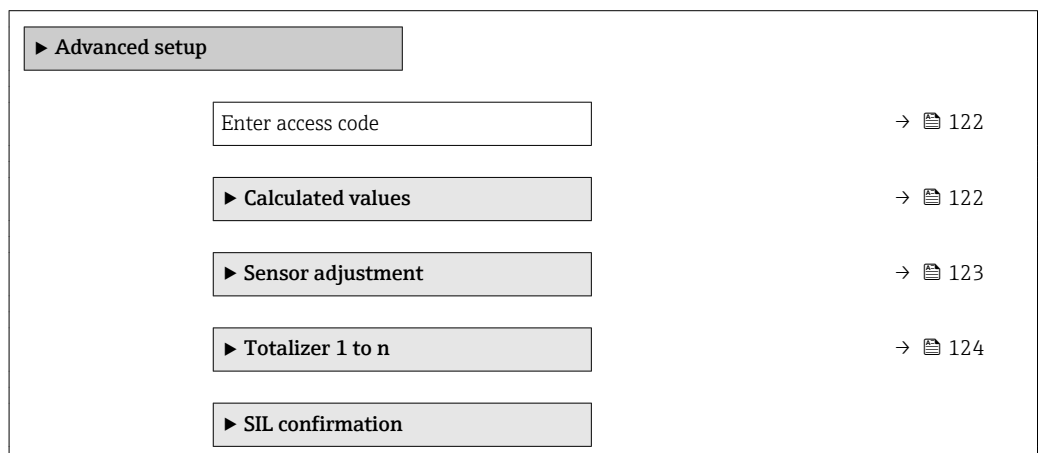 ▶ Advanced setup
Enter access code → 122
▶ Calculated values → 122
▶ Sensor adjustment → 123
▶ Totalizer 1 to n → 124
▶ SIL confirmation